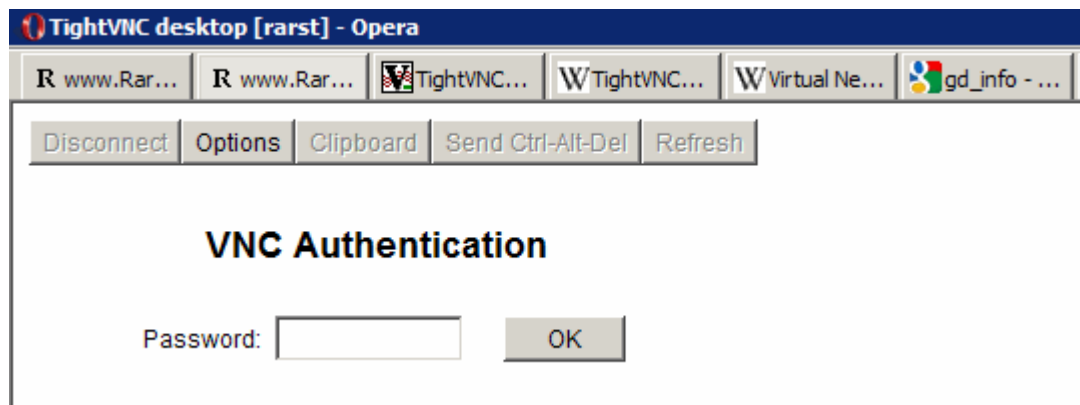 TightVNC desktop [rarst] - Opera
R www.Rar... R www.Rar... TightVNC... W TightVNC... W Virtual Ne... gd_info - ...
Disconnect Options Clipboard Send Ctrl-Alt-Del Refresh
VNC Authentication
Password: OK